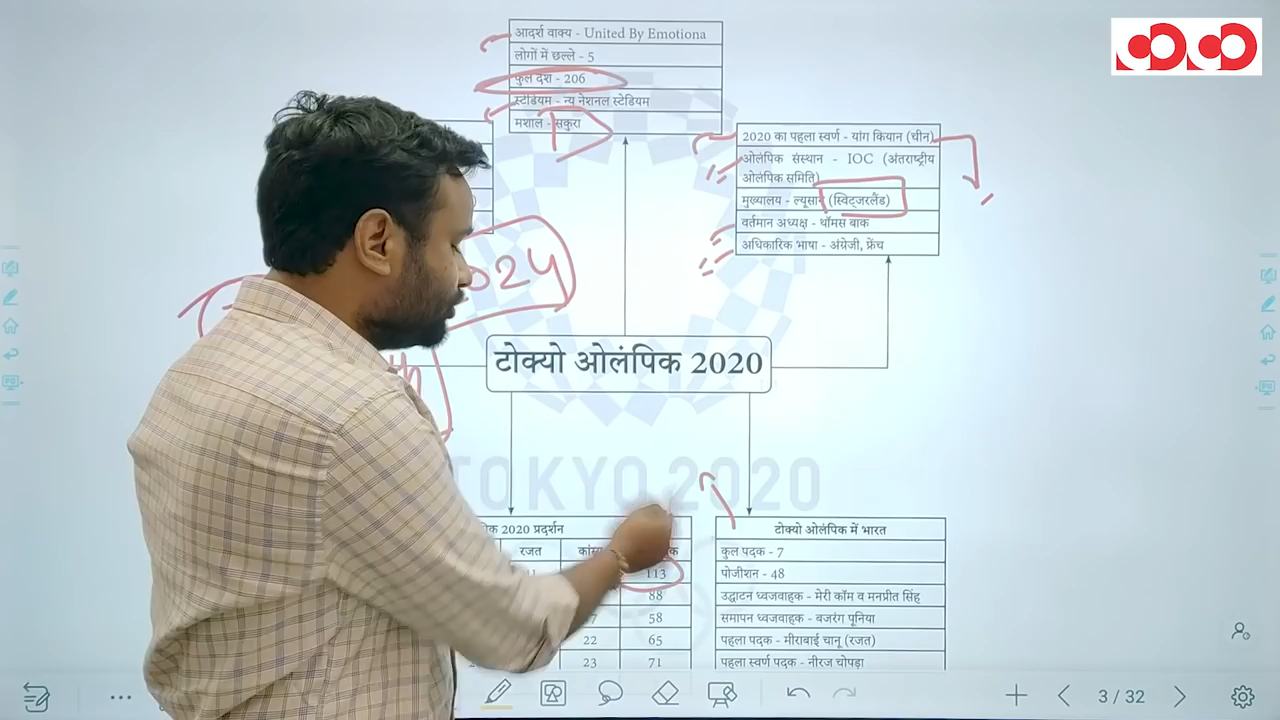 आदर्श वाक्य - United By Emotiona
लोगों में छल्ले - 5
कुल देश - 206
स्टेडियम - न्यू नेशनल स्टेडियम
मशाल - सकुरा
2020 का पहला स्वर्ण - यांग कियान (चीन)
ओलंपिक संस्थान - IOC (अंतराष्ट्रीय
ओलंपिक समिति)
मुख्यालय - ल्यूसान (स्विट्जरलैंड)
वर्तमान अध्यक्ष - थॉमस बाक
अधिकारिक भाषा - अंग्रेजी, फ्रेंच
टोक्यो ओलंपिक 2020
TOKYO 2020
2020 प्रदर्शन
रजत
113
88
58
22 65
23 71
टोक्यो ओलंपिक में भारत
कुल पदक - 7
पोजीशन - 48
उद्घाटन ध्वजवाहक - मेरी कॉम व मनप्रीत सिंह
समापन ध्वजवाहक - बजरंग पूनिया
पहला पदक - मीराबाई चानू (रजत)
पहला स्वर्ण पदक - नीरज चोपड़ा
3 / 32